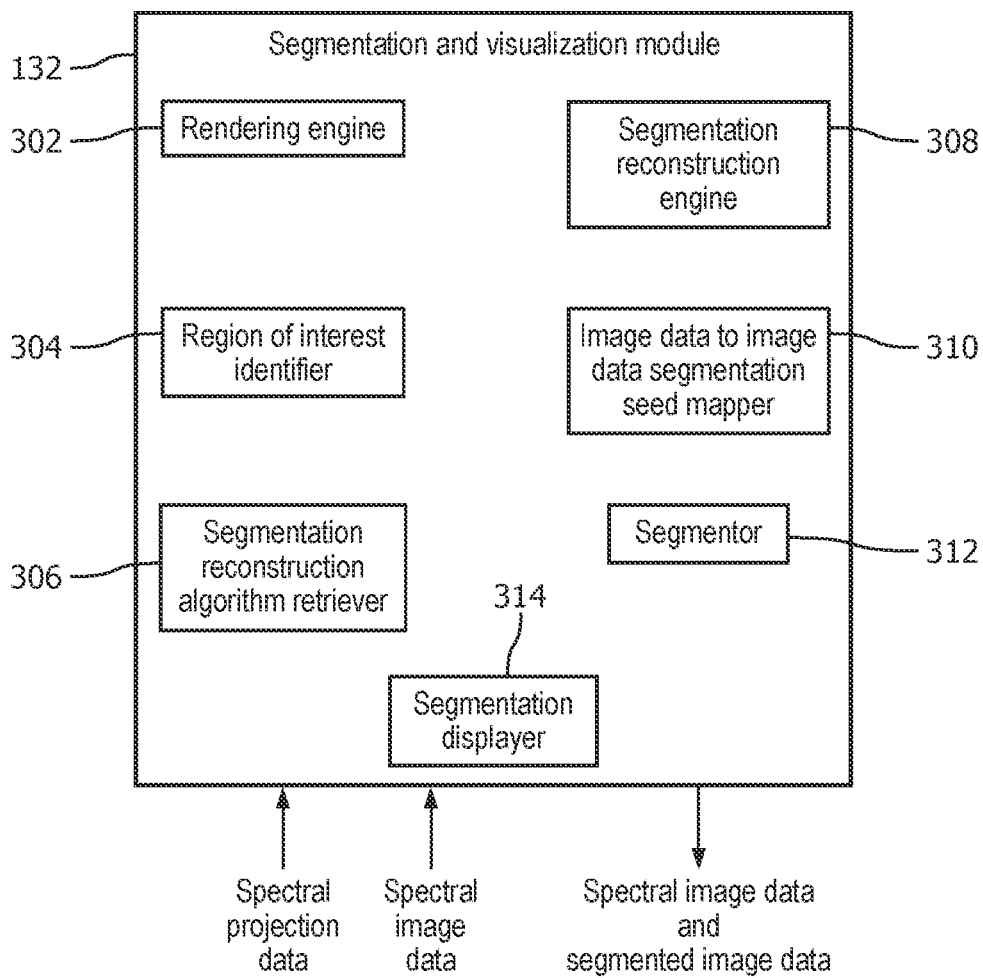 Segmentation and visualization module
132
Rendering engine
302
Segmentation
reconstruction
engine
308
Region of interest
identifier
304
Image data to image
data segmentation
seed mapper
310
Segmentation
reconstruction
algorithm retriever
306
Segmentor
312
314
Segmentation
displayer
Spectral
projection
data
Spectral
image
data
Spectral image data
and
segmented image data